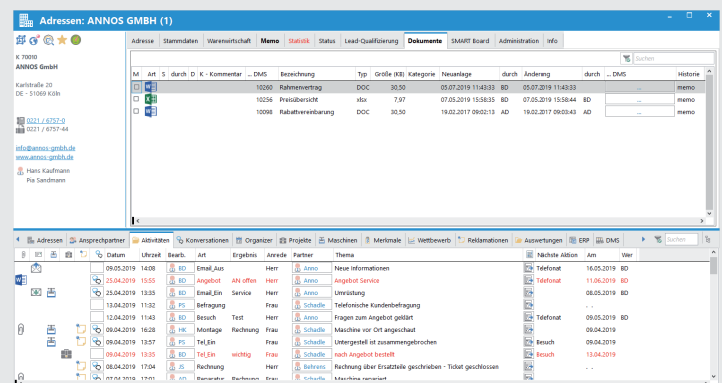 Adressen: ANNOS GMBH (1)
Adresse Stammdaten Warenwirtschaft Memo Statistik Status Lead-Qualifizierung Dokumente SMART Board Administration Info
K 70010
ANNOS GmbH
Karlstraße 20
DE - 51069 Köln
0221 / 6757-0
0221 / 6757-44
info@annos-gmbh.de
www.annos-gmbh.de
Hans Kaufmann
Pia Sandmann
Suchen
M Art S durch D K - Kommentar ... DMS Bezeichnung Typ Größe (KB) Kategorie Neuanlage durch Änderung durch ... DMS Historie
10260 Rahmenvertrag DOC 30,50 05.07.2019 11:43:33 BD 05.07.2019 11:43:33 ... memo
10256 Preisübersicht xlsx 7,97 07.05.2019 15:58:35 BD 07.05.2019 15:58:44 BD ... memo
10098 Rabattvereinbarung DOC 30,50 19.02.2017 09:02:13 AD 19.02.2017 09:03:43 AD ... memo
Adressen Ansprechpartner Aktivitäten Konversationen Organizer Projekte Maschinen Merkmale Wettbewerb Reklamationen Auswertungen ERP DMS Suchen
Datum Uhrzeit Bearb. Art Ergebnis Anrede Partner Thema Nächste Aktion Am Wer
09.05.2019 14:08 BD Email_Aus Herr Anno Neue Informationen Telefonat 16.05.2019 BD
25.04.2019 15:55 BD Angebot AN offen Herr Anno Angebot Service Telefonat 11.06.2019 BD
25.04.2019 13:35 BD Email_Ein Service Herr Anno Umrüstung 08.05.2019 BD
13.04.2019 11:32 PS Befragung Frau Schadle Telefonische Kundenbefragung . .
12.04.2019 11:43 BD Besuch Test Herr Anno Fragen zum Angebot geklärt Telefonat 09.05.2019 BD
09.04.2019 16:28 HK Montage Rechnung Frau Schadle Maschine vor Ort angeschaut 09.04.2019
09.04.2019 13:57 PS Tel_Ein Frau Schadle Untergestell ist zusammengebrochen Besuch 09.04.2019
09.04.2019 13:35 BD Tel_Ein wichtig Frau Schadle nach Angebot bestellt Besuch 13.04.2019
08.04.2019 17:04 JS Rechnung Herr Behrens Rechnung über Ersatzteile geschrieben - Ticket geschlossen . .
07.04.2019 17:01 AD Reparatur Rechnung Frau Schadle Maschine repariert